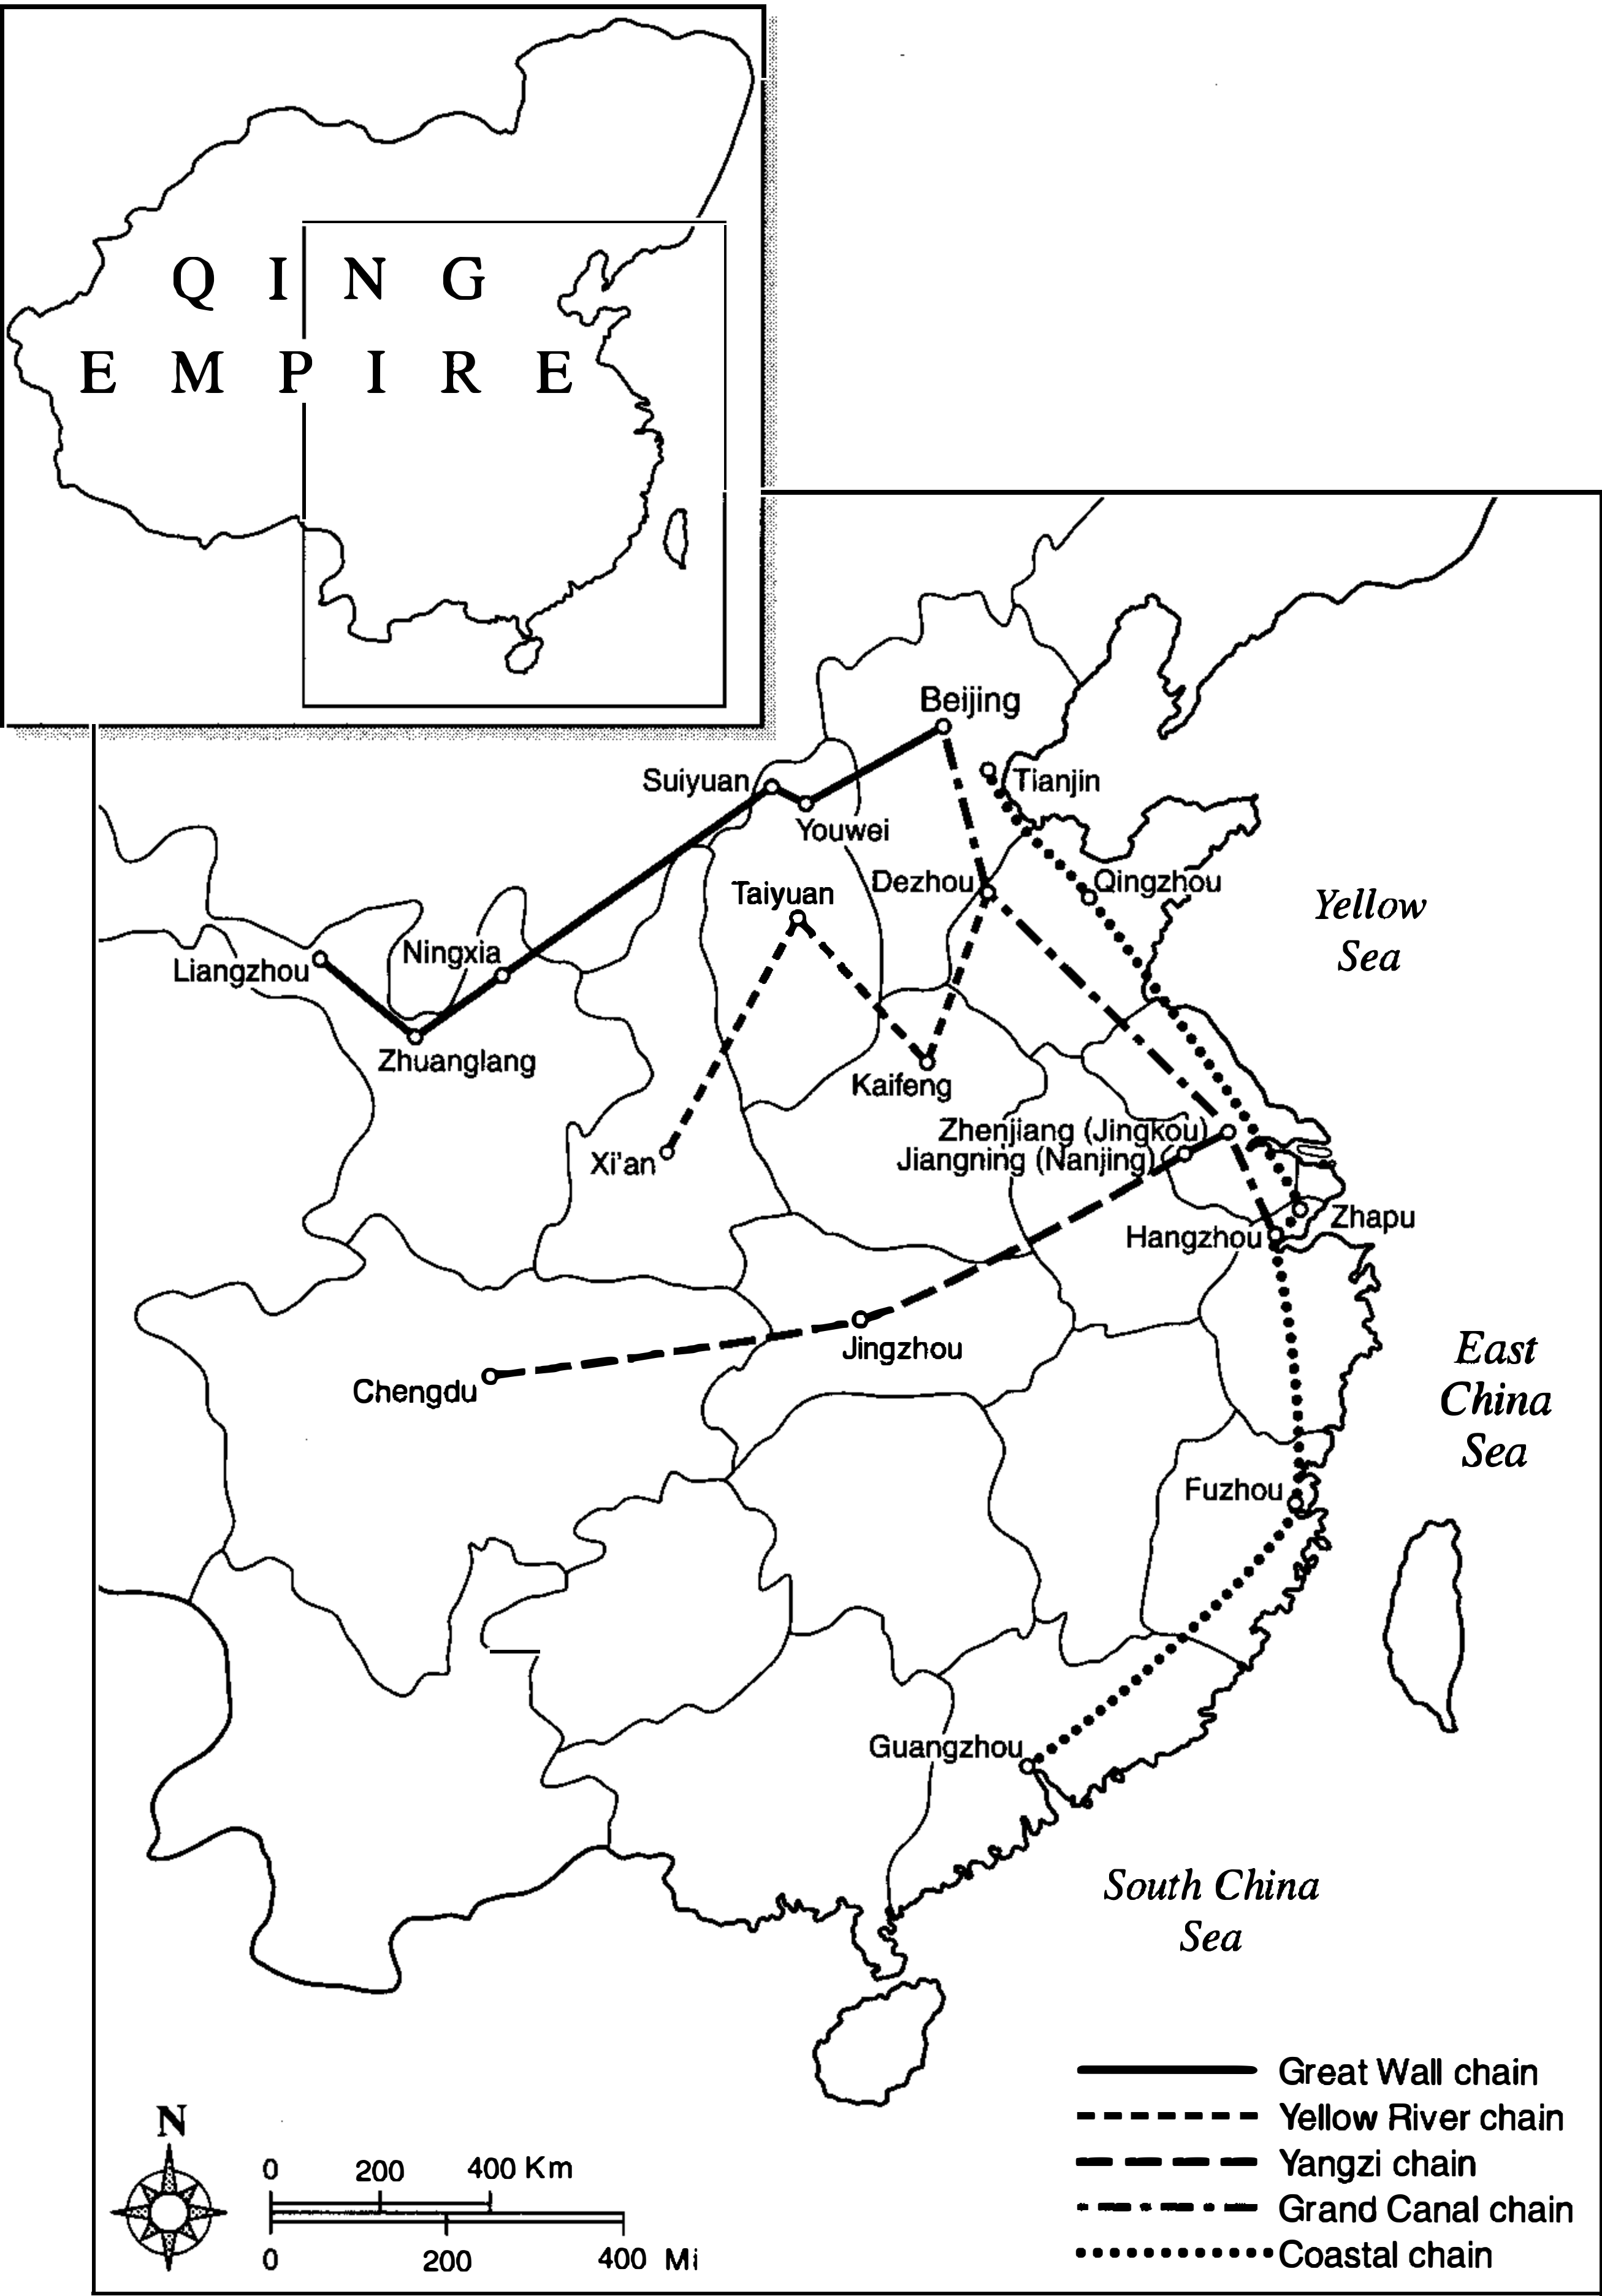 Q I N G
E M P I R E
Beijing
Suiyuan
Tianjin
Youwei
Dezhou
Qingzhou
Taiyuan
Yellow
Sea
Ningxia
Liangzhou
Zhuanglang
Kaifeng
Zhenjiang (Jingkou)
Xi'an
Jiangning (Nanjing)
Zhapu
Hangzhou
Jingzhou
East
China
Sea
Chengdu
Fuzhou
Guangzhou
South China
Sea
Great Wall chain
Yellow River chain
Yangzi chain
Grand Canal chain
Coastal chain
N
0 200 400 Km
0 200 400 Mi